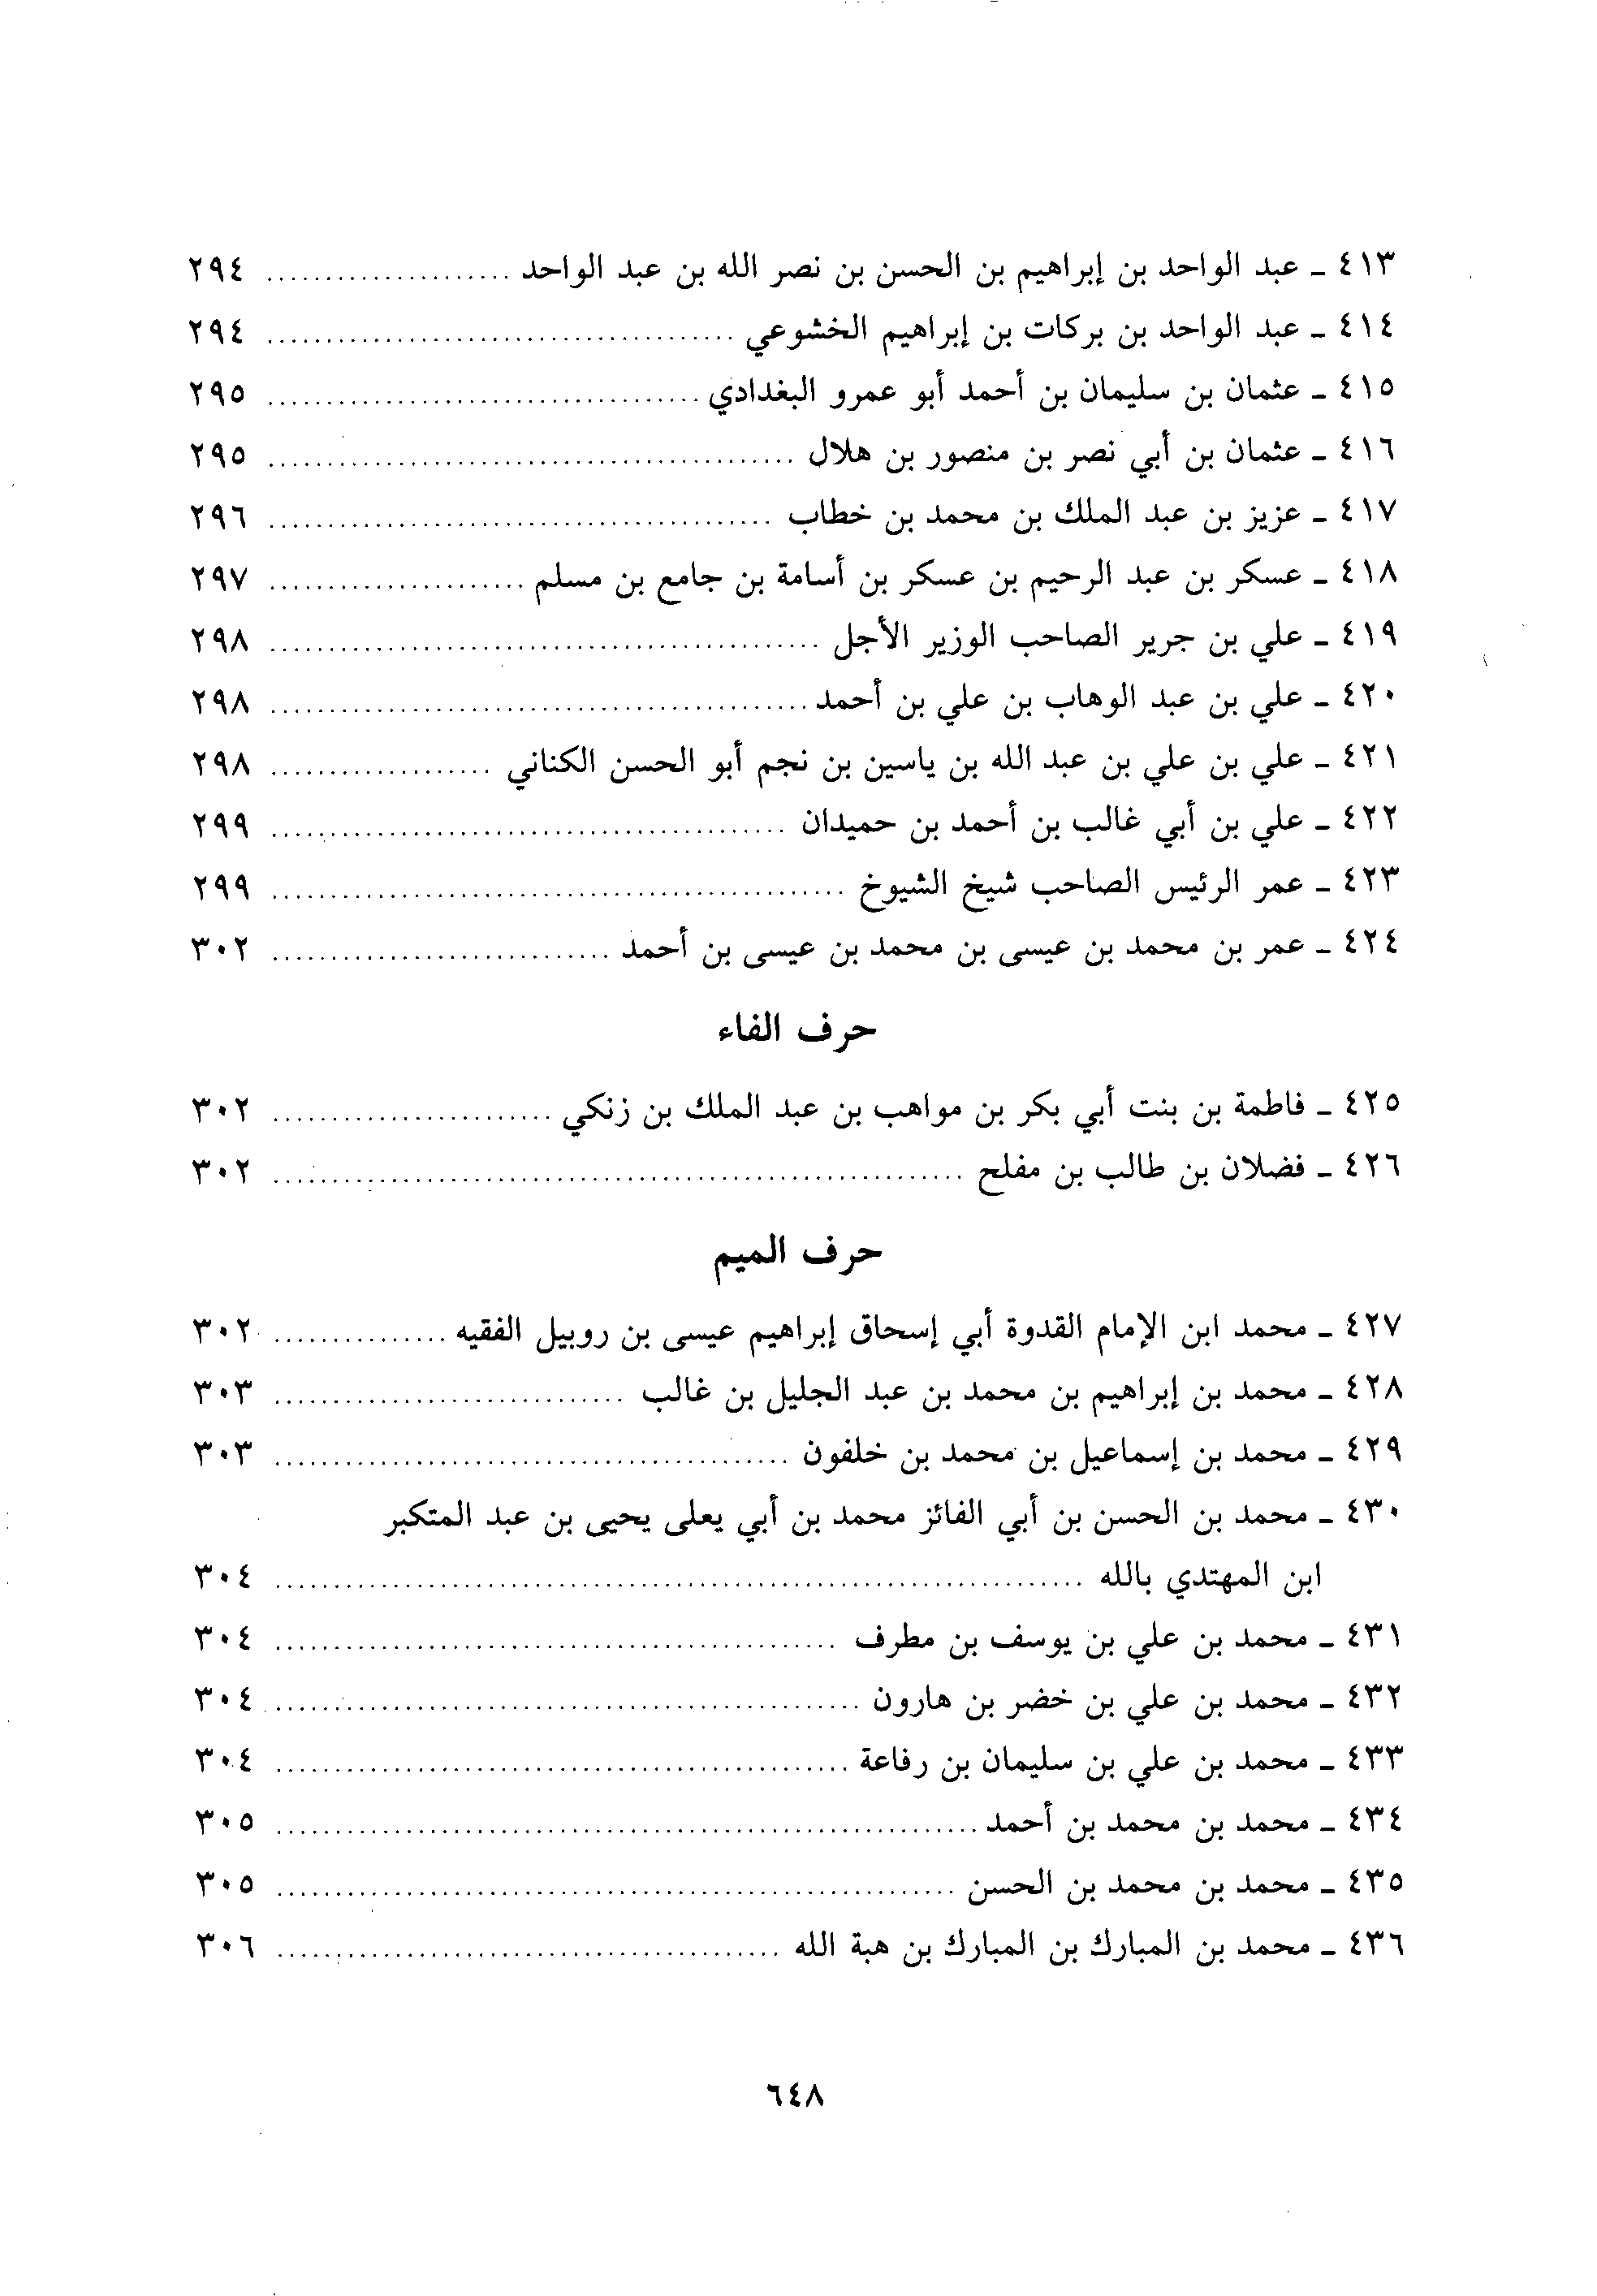 ٤١٣ ـ عبد الواحد بن إبراهيم بن الحسن بن نصر الله بن عبد الواحد ......................... ٢٩٤
٤١٤ ـ عبد الواحد بن بركات بن إبراهيم الخشوعي ......................... ٢٩٤
٤١٥ ـ عثمان بن سليمان بن أحمد أبو عمرو البغدادي ......................... ٢٩٥
٤١٦ ـ عثمان بن أبي نصر بن منصور بن هلال ......................... ٢٩٥
٤١٧ ـ عزيز بن عبد الملك بن محمد بن خطاب ......................... ٢٩٦
٤١٨ ـ عسكر بن عبد الرحيم بن عسكر بن أسامة بن جامع بن مسلم ......................... ٢٩٧
٤١٩ ـ علي بن جرير الصاحب الوزير الأجل ......................... ٢٩٨
٤٢٠ ـ علي بن عبد الوهاب بن علي بن أحمد ......................... ٢٩٨
٤٢١ ـ علي بن علي بن عبد الله بن ياسين بن نجم أبو الحسن الكناني ......................... ٢٩٨
٤٢٢ ـ علي بن أبي غالب بن أحمد بن حميدان ......................... ٢٩٩
٤٢٣ ـ عمر الرئيس الصاحب شيخ الشيوخ ......................... ٢٩٩
٤٢٤ ـ عمر بن محمد بن عيسى بن محمد بن عيسى بن أحمد ......................... ٣٠٢
حرف الفاء
٤٢٥ ـ فاطمة بن بنت أبي بكر بن مواهب بن عبد الملك بن زنكي ......................... ٣٠٢
٤٢٦ ـ فضلان بن طالب بن مفلح ......................... ٣٠٢
حرف الميم
٤٢٧ ـ محمد ابن الإمام القدوة أبي إسحاق إبراهيم عيسى بن روبيل الفقيه ............... ٣٠٢
٤٢٨ ـ محمد بن إبراهيم بن محمد بن عبد الجليل بن غالب ......................... ٣٠٣
٤٢٩ ـ محمد بن إسماعيل بن محمد بن خلفون ......................... ٣٠٣
٤٣٠ ـ محمد بن الحسن بن أبي الفائز محمد بن أبي يعلى يحيى بن عبد المتكبر
ابن المهتدي بالله ......................... ٣٠٤
٤٣١ ـ محمد بن علي بن يوسف بن مطرف ......................... ٣٠٤
٤٣٢ ـ محمد بن علي بن خضر بن هارون ......................... ٣٠٤
٤٣٣ ـ محمد بن علي بن سليمان بن رفاعة ......................... ٣٠٤
٤٣٤ ـ محمد بن محمد بن أحمد ......................... ٣٠٥
٤٣٥ ـ محمد بن محمد بن الحسن ......................... ٣٠٥
٤٣٦ ـ محمد بن المبارك بن المبارك بن هبة الله ......................... ٣٠٦
٦٤٨